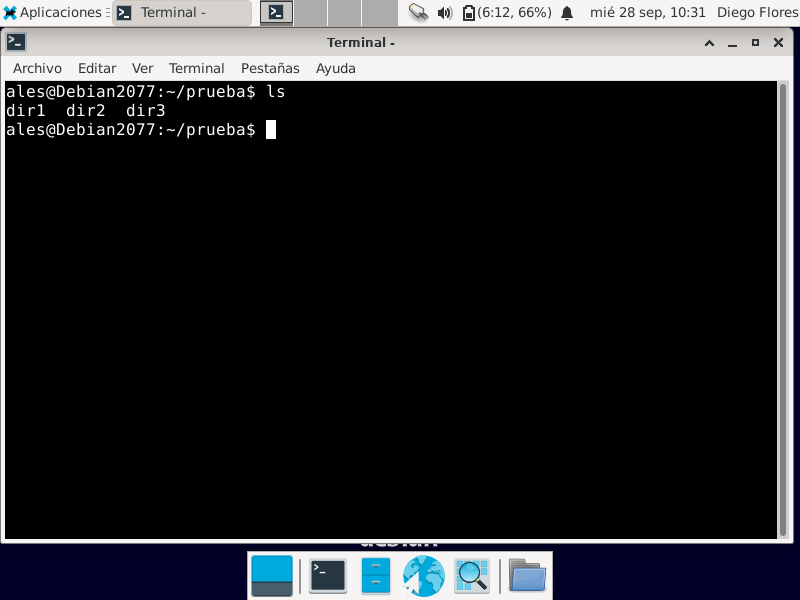 Aplicaciones
Terminal -
(6:12, 66%)
mié 28 sep, 10:31
Diego Flores
Terminal -
Archivo Editar Ver Terminal Pestañas Ayuda
ales@Debian2077:~/prueba$ ls
dir1 dir2 dir3
ales@Debian2077:~/prueba$